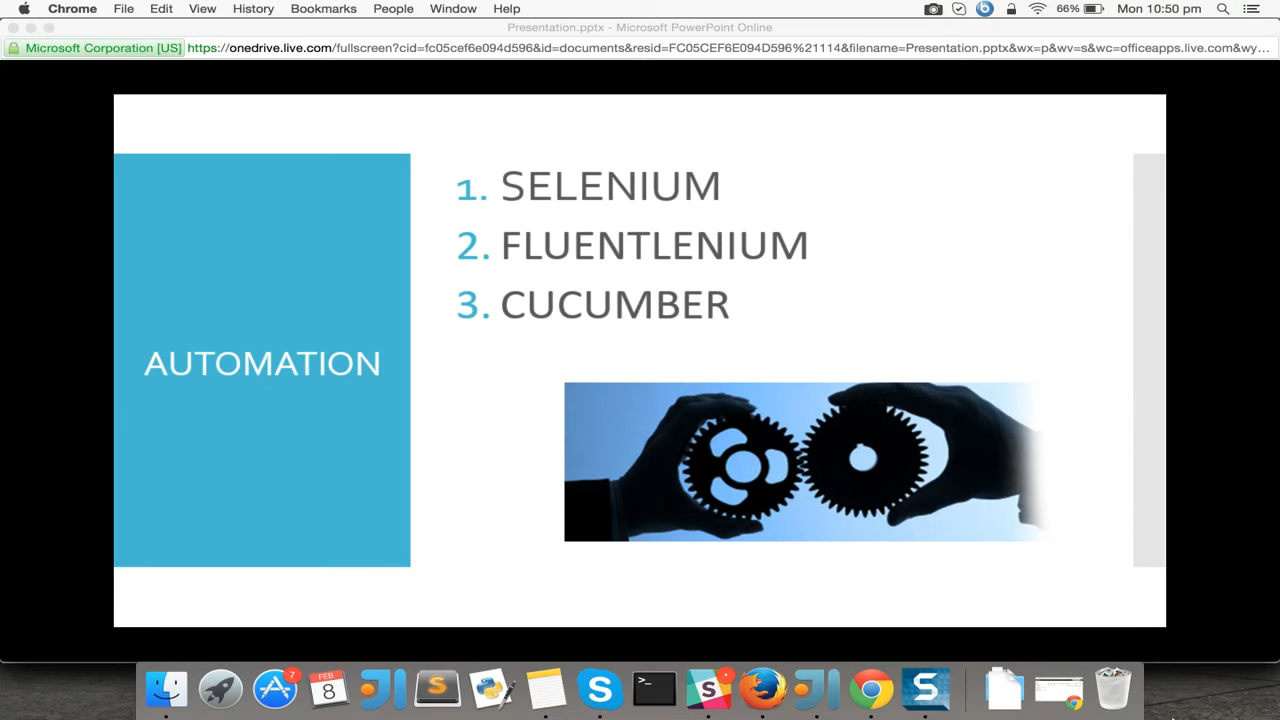 Chrome File Edit View History Bookmarks People Window Help 66% Mon 10:50 pm
Presentation.pptx - Microsoft PowerPoint Online
Microsoft Corporation [US] https://onedrive.live.com/fullscreen?cid=fc05cef6e094d596&id=documents&resid=FC05CEF6E094D596%21114&filename=Presentation.pptx&wx=p&wv=s&wc=officeapps.live.com&wy...
AUTOMATION
1. SELENIUM
2. FLUENTLENIUM
3. CUCUMBER
7
FEB
8
S
S
>_
S
S